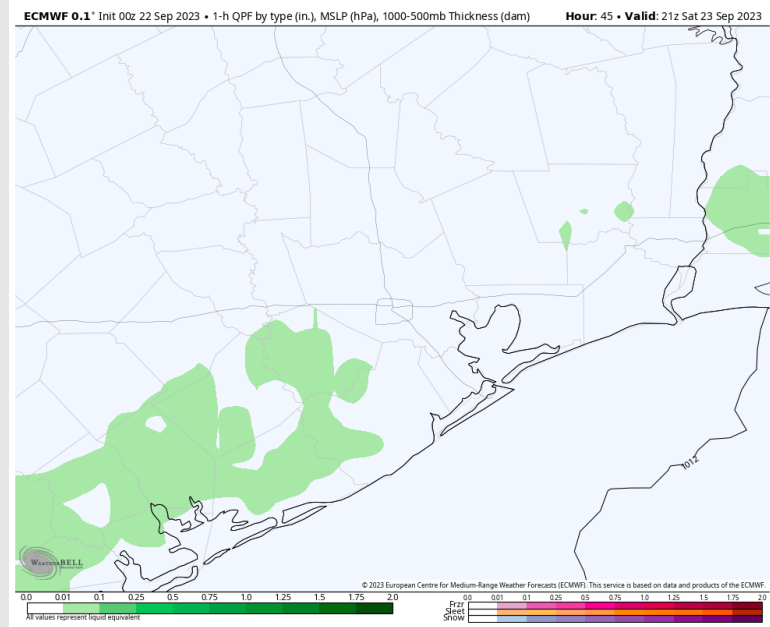 ECMWF 0.1° Init 00z 22 Sep 2023 • 1-h QPF by type (in.), MSLP (hPa), 1000-500mb Thickness (dam) Hour: 45 • Valid: 21z Sat 23 Sep 2023
1012
WeatherBELL
© 2023 European Centre for Medium-Range Weather Forecasts (ECMWF). This service is based on data and products of the ECMWF.
0.0 0.01 0.1 0.25 0.5 0.75 1.0 1.25 1.5 1.75 2.0
All values represent liquid equivalent
0.0 0.01 0.1 0.25 0.5 0.75 1.0 1.25 1.5 1.75 2.0
Frzr
Sleet
Snow